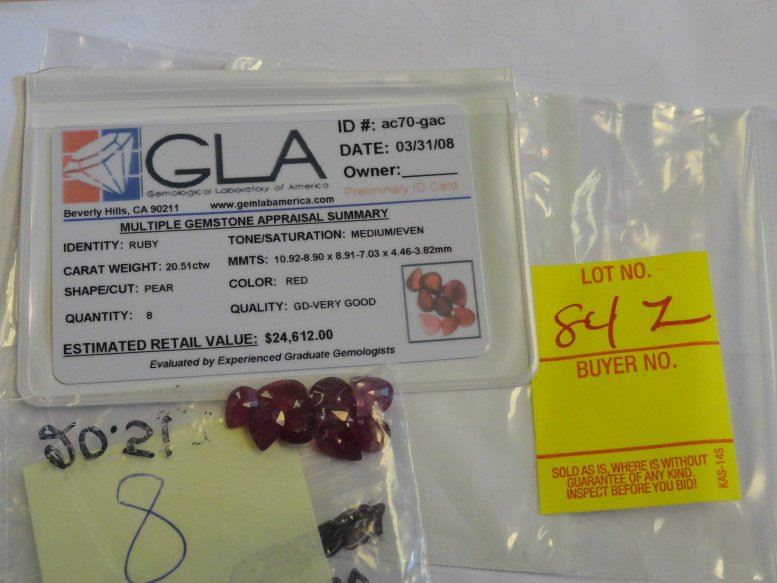 GLA
Gemological Laboratory of America
Beverly Hills, CA 90211
www.gemlabamerica.com
ID #: ac70-gac
DATE: 03/31/08
Owner:______
Preliminary ID Card
MULTIPLE GEMSTONE APPRAISAL SUMMARY
IDENTITY: RUBY
TONE/SATURATION: MEDIUM/EVEN
CARAT WEIGHT: 20.51ctw
MMTS: 10.92-8.90 x 8.91-7.03 x 4.46-3.82mm
SHAPE/CUT: PEAR
COLOR: RED
QUANTITY: 8
QUALITY: GD-VERY GOOD
ESTIMATED RETAIL VALUE: $24,612.00
Evaluated by Experienced Graduate Gemologists
LOT NO.
84 Z
BUYER NO.
SOLD AS IS, WHERE IS WITHOUT
GUARANTEE OF ANY KIND.
INSPECT BEFORE YOU BID!
KAS-14S
8